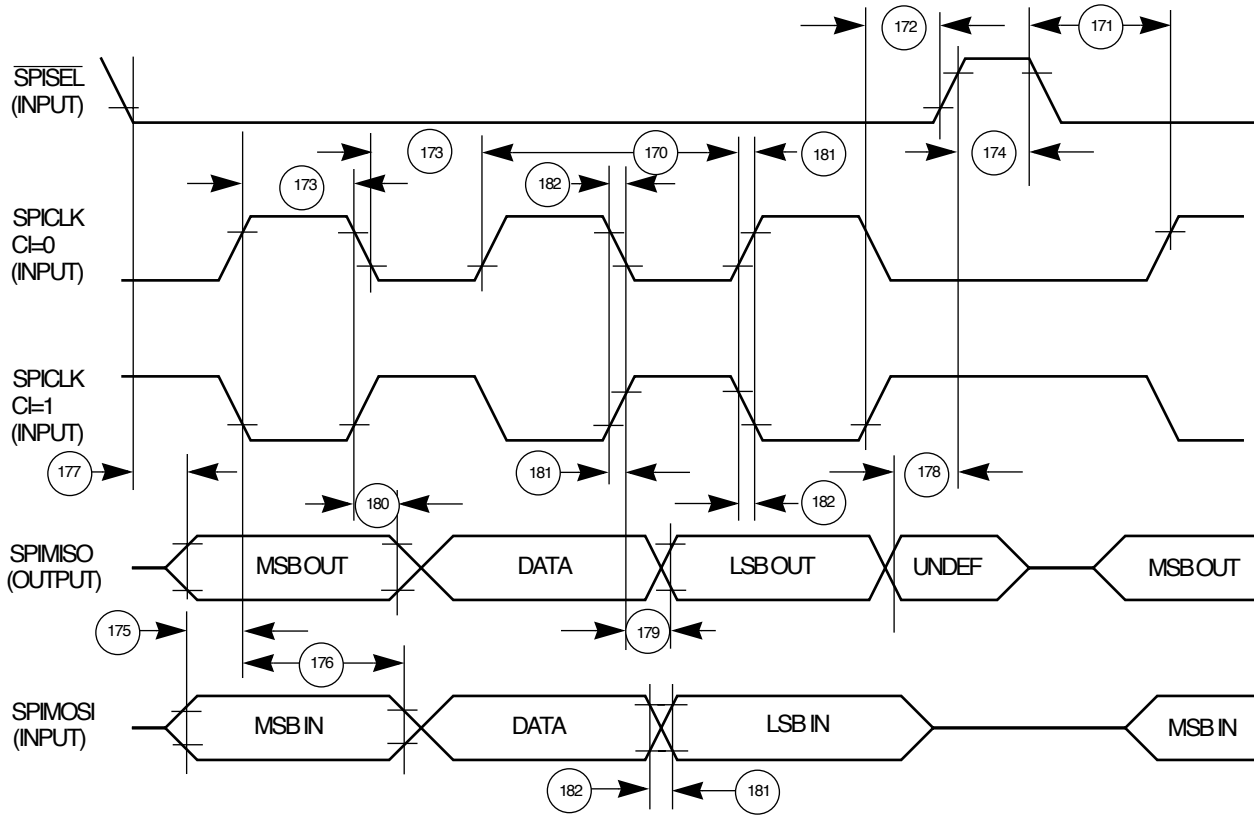 172
171
SPISEL
(INPUT)
173
170
181
174
173
182
SPICLK
CI=0
(INPUT)
SPICLK
CI=1
(INPUT)
177
181
178
180
182
SPIMISO
(OUTPUT)
MSB OUT
DATA
LSB OUT
UNDEF
MSB OUT
175
179
176
SPIMOSI
(INPUT)
MSB IN
DATA
LSB IN
MSB IN
182
181